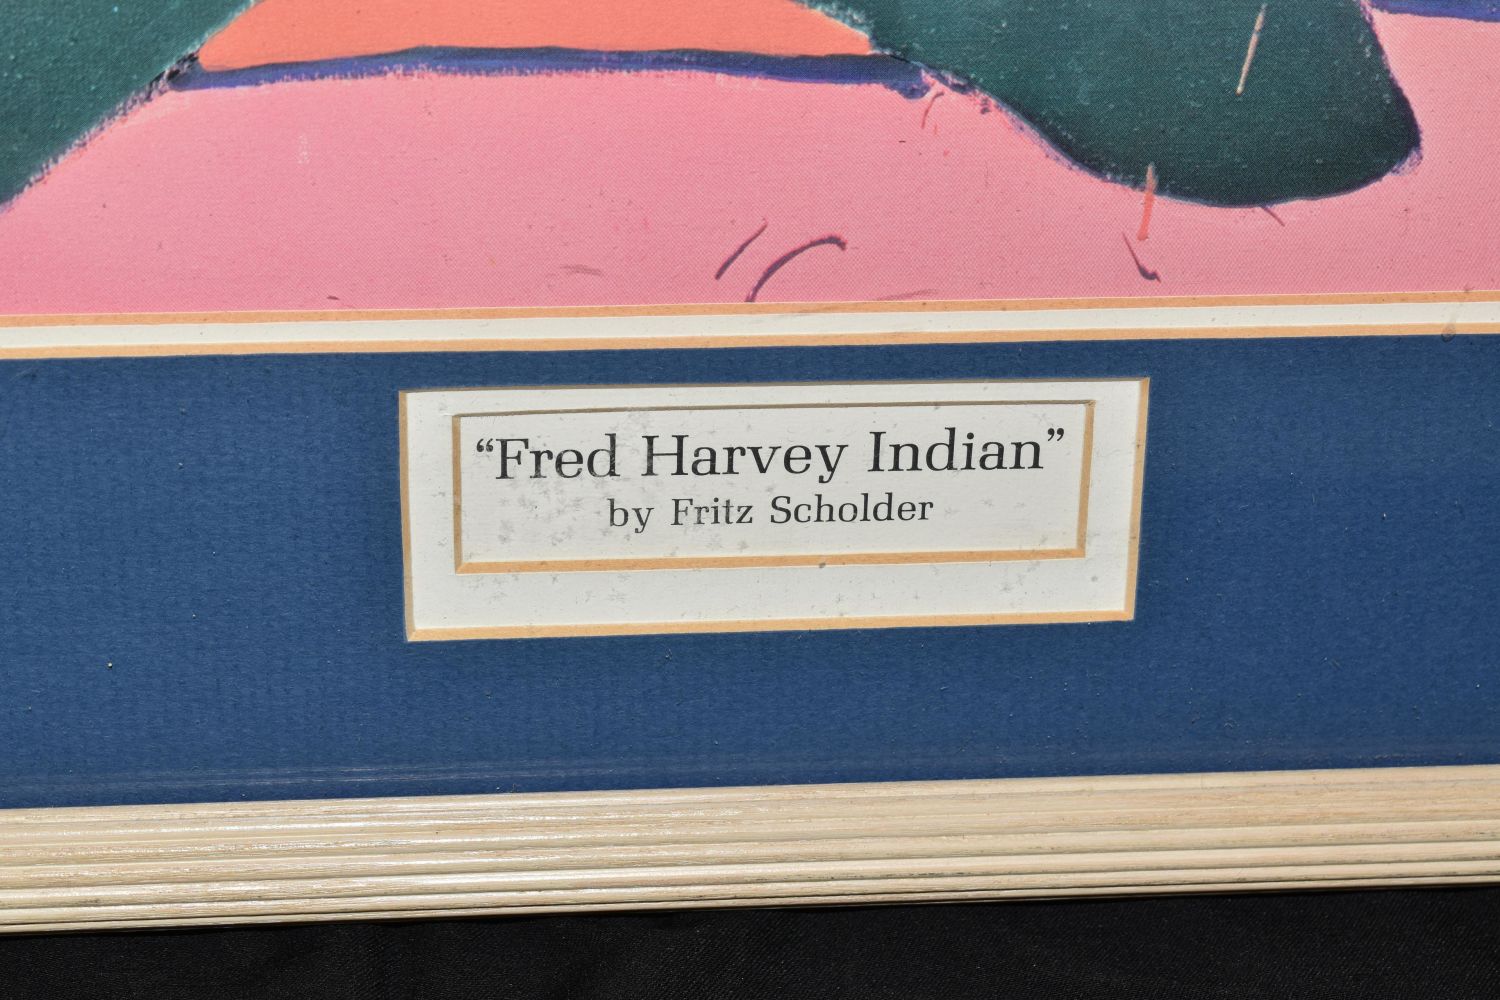 “Fred Harvey Indian”
by Fritz Scholder